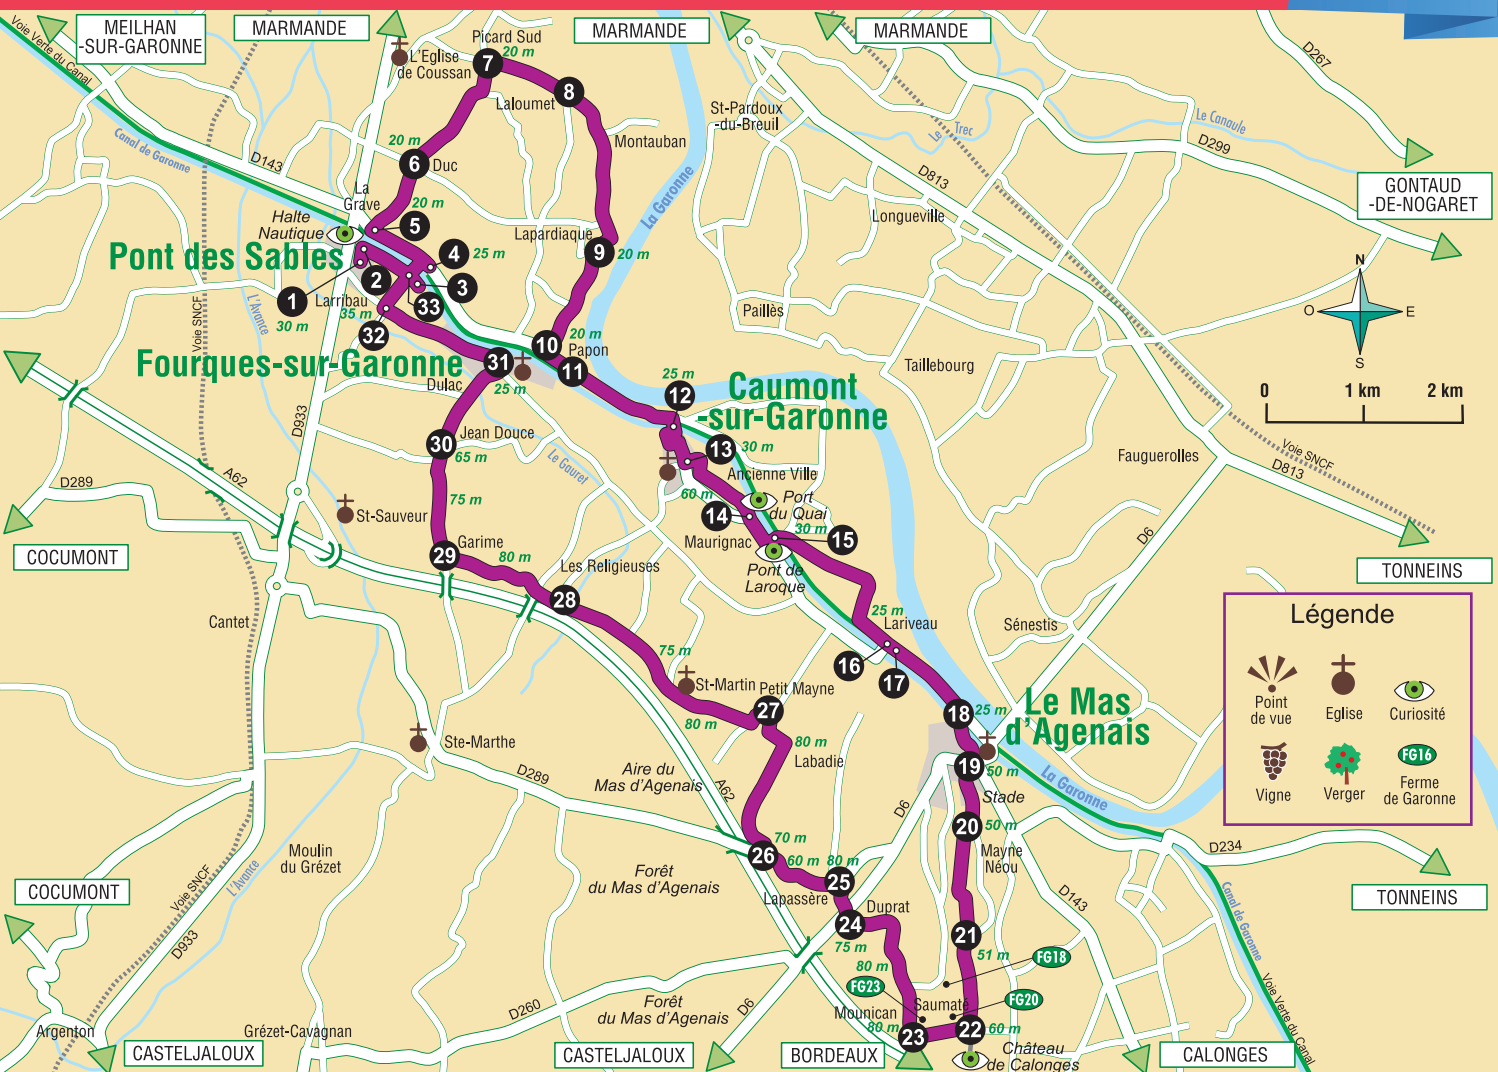 MEILHAN
-SUR-GARONNE
MARMANDE
MARMANDE
MARMANDE
Voie Verte du Canal
L'Eglise
de Coussan
Picard Sud
20 m
7
8
Laloumet
Montauban
D267
St-Pardoux
-du-Breuil
Le Trec
Le Canaule
D299
GONTAUD
-DE-NOGARET
Canal de Garonne
D143
20 m
6
Duc
La
Grave
20 m
5
Halte
Nautique
Pont des Sables
La Garonne
D813
Longueville
Lapardiaque
9
20 m
4
25 m
3
2
33
1
30 m
Larribau
35 m
32
L'Avance
Voie SNCF
Paillès
N
O
E
S
0
1 km
2 km
Fourques-sur-Garonne
31
25 m
10
20 m
Papon
11
Dulac
Taillebourg
25 m
12
Caumont
-sur-Garonne
D933
30
Jean Douce
65 m
75 m
Le Gauret
13
30 m
Ancienne Ville
60 m
14
Port
du Quai
30 m
15
Maurignac
Pont de
Laroque
Fauguerolles
Voie SNCF
D813
D6
D289
A62
COCUMONT
St-Sauveur
29
Garime
80 m
Les Religieuses
28
TONNEINS
25 m
Lariveau
16
17
Sénestis
Légende
Point
de vue
Eglise
Curiosité
Vigne
Verger
FG16
Ferme
de Garonne
Cantet
75 m
St-Martin
80 m
Petit Mayne
27
80 m
Labadie
18
25 m
Le Mas
d'Agenais
19
50 m
La Garonne
Ste-Marthe
D289
Aire du
Mas d'Agenais
A62
D6
Stade
20
50 m
Mayne
Néou
D234
TONNEINS
Moulin
du Grézet
L'Avance
Voie SNCF
COCUMONT
D933
70 m
26
60 m
80 m
25
Lapassère
Forêt
du Mas d'Agenais
24
Duprat
75 m
80 m
D143
21
51 m
FG18
FG23
FG20
Saumaté
Mounican
80 m
23
22
60 m
Château
de Calonges
Canal de Garonne
Voie Verte du Canal
Argenton
Grézet-Cavagnan
D260
Forêt
du Mas d'Agenais
D6
CASTELJALOUX
CASTELJALOUX
BORDEAUX
CALONGES